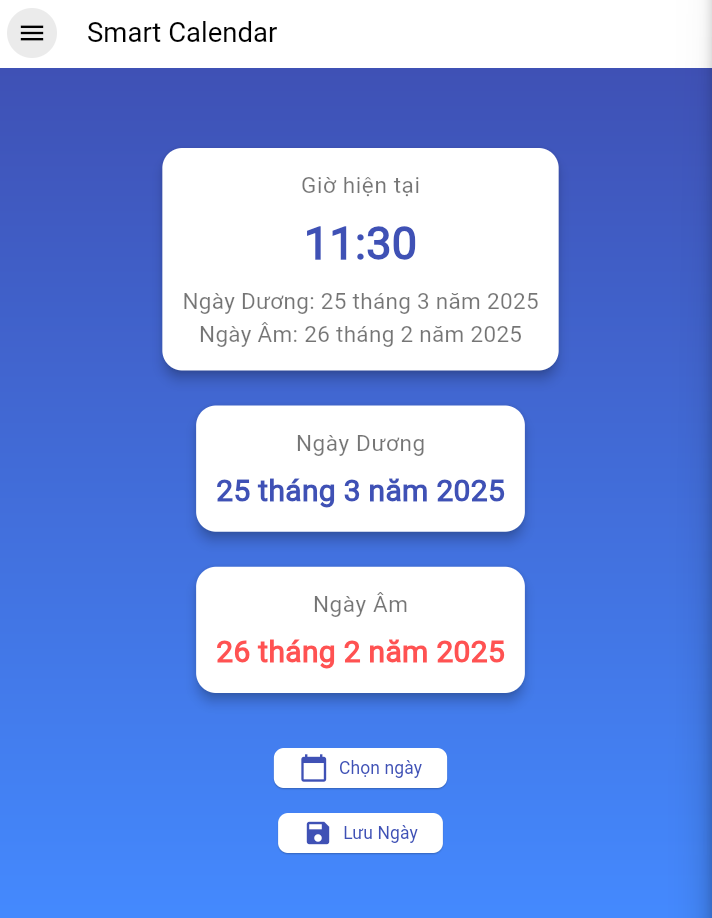 Smart Calendar
Giờ hiện tại
11:30
Ngày Dương: 25 tháng 3 năm 2025
Ngày Âm: 26 tháng 2 năm 2025
Ngày Dương
25 tháng 3 năm 2025
Ngày Âm
26 tháng 2 năm 2025
Chọn ngày
Lưu Ngày